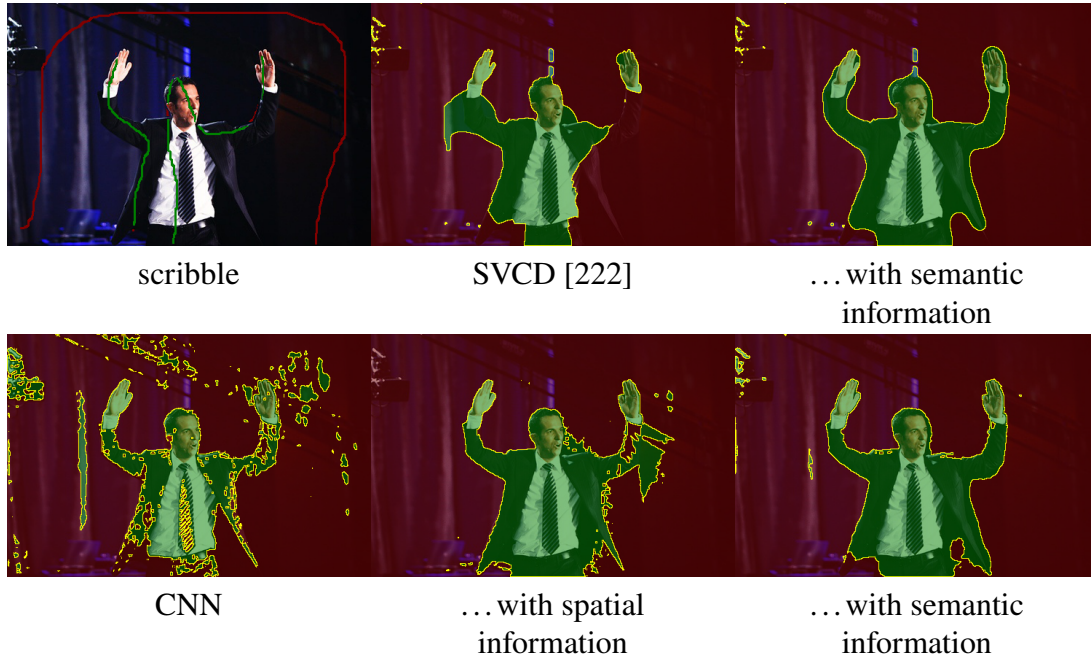 scribble
SVCD [222]
...with semantic
information
CNN
...with spatial
information
...with semantic
information